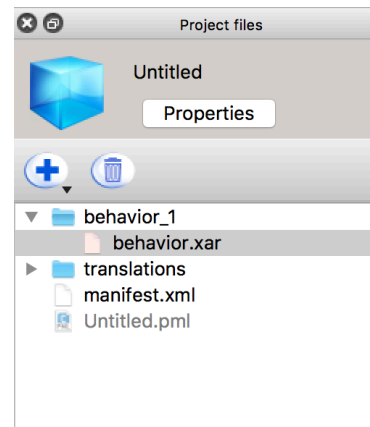 Project files
Untitled
Properties
behavior_1
behavior.xar
translations
manifest.xml
Untitled.pml